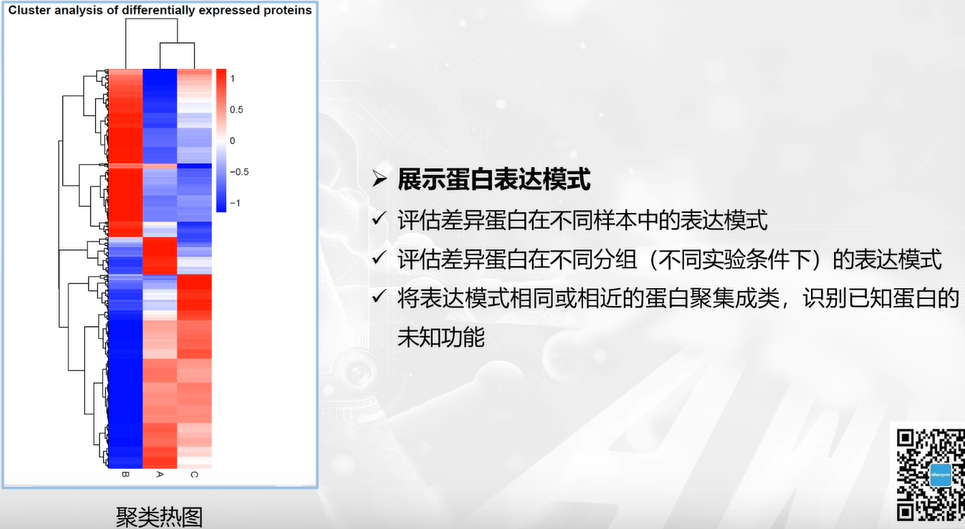 Cluster analysis of differentially expressed proteins
1
0.5
0
−0.5
−1
B
A
C
聚类热图
➢ 展示蛋白表达模式
✓ 评估差异蛋白在不同样本中的表达模式
✓ 评估差异蛋白在不同分组（不同实验条件下）的表达模式
✓ 将表达模式相同或相近的蛋白聚集成类，识别已知蛋白的
未知功能